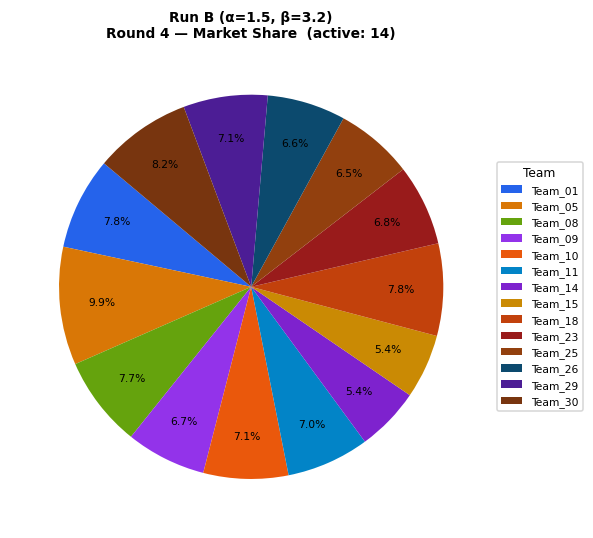 Run B (α=1.5, β=3.2)
Round 4 — Market Share  (active: 14)
7.1%
6.6%
8.2%
6.5%
7.8%
6.8%
7.8%
9.9%
5.4%
7.7%
5.4%
6.7%
7.0%
7.1%
Team
Team_01
Team_05
Team_08
Team_09
Team_10
Team_11
Team_14
Team_15
Team_18
Team_23
Team_25
Team_26
Team_29
Team_30